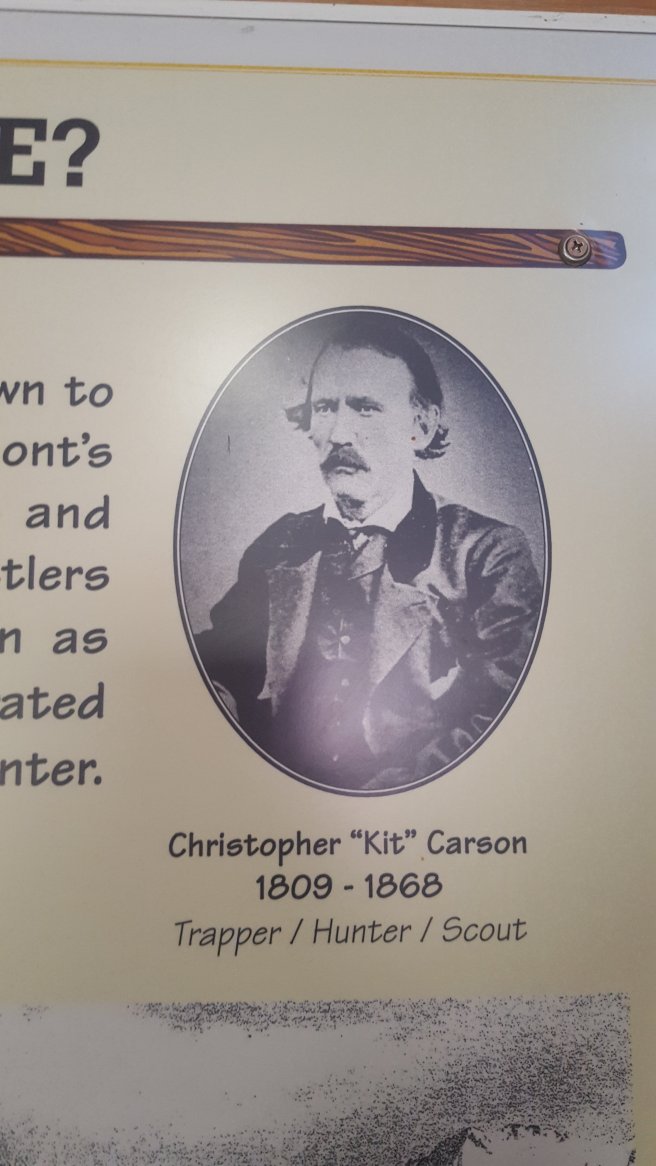 E?
wn to
ont's
and
tlers
n as
ated
nter.
Christopher “Kit” Carson
1809 - 1868
Trapper / Hunter / Scout